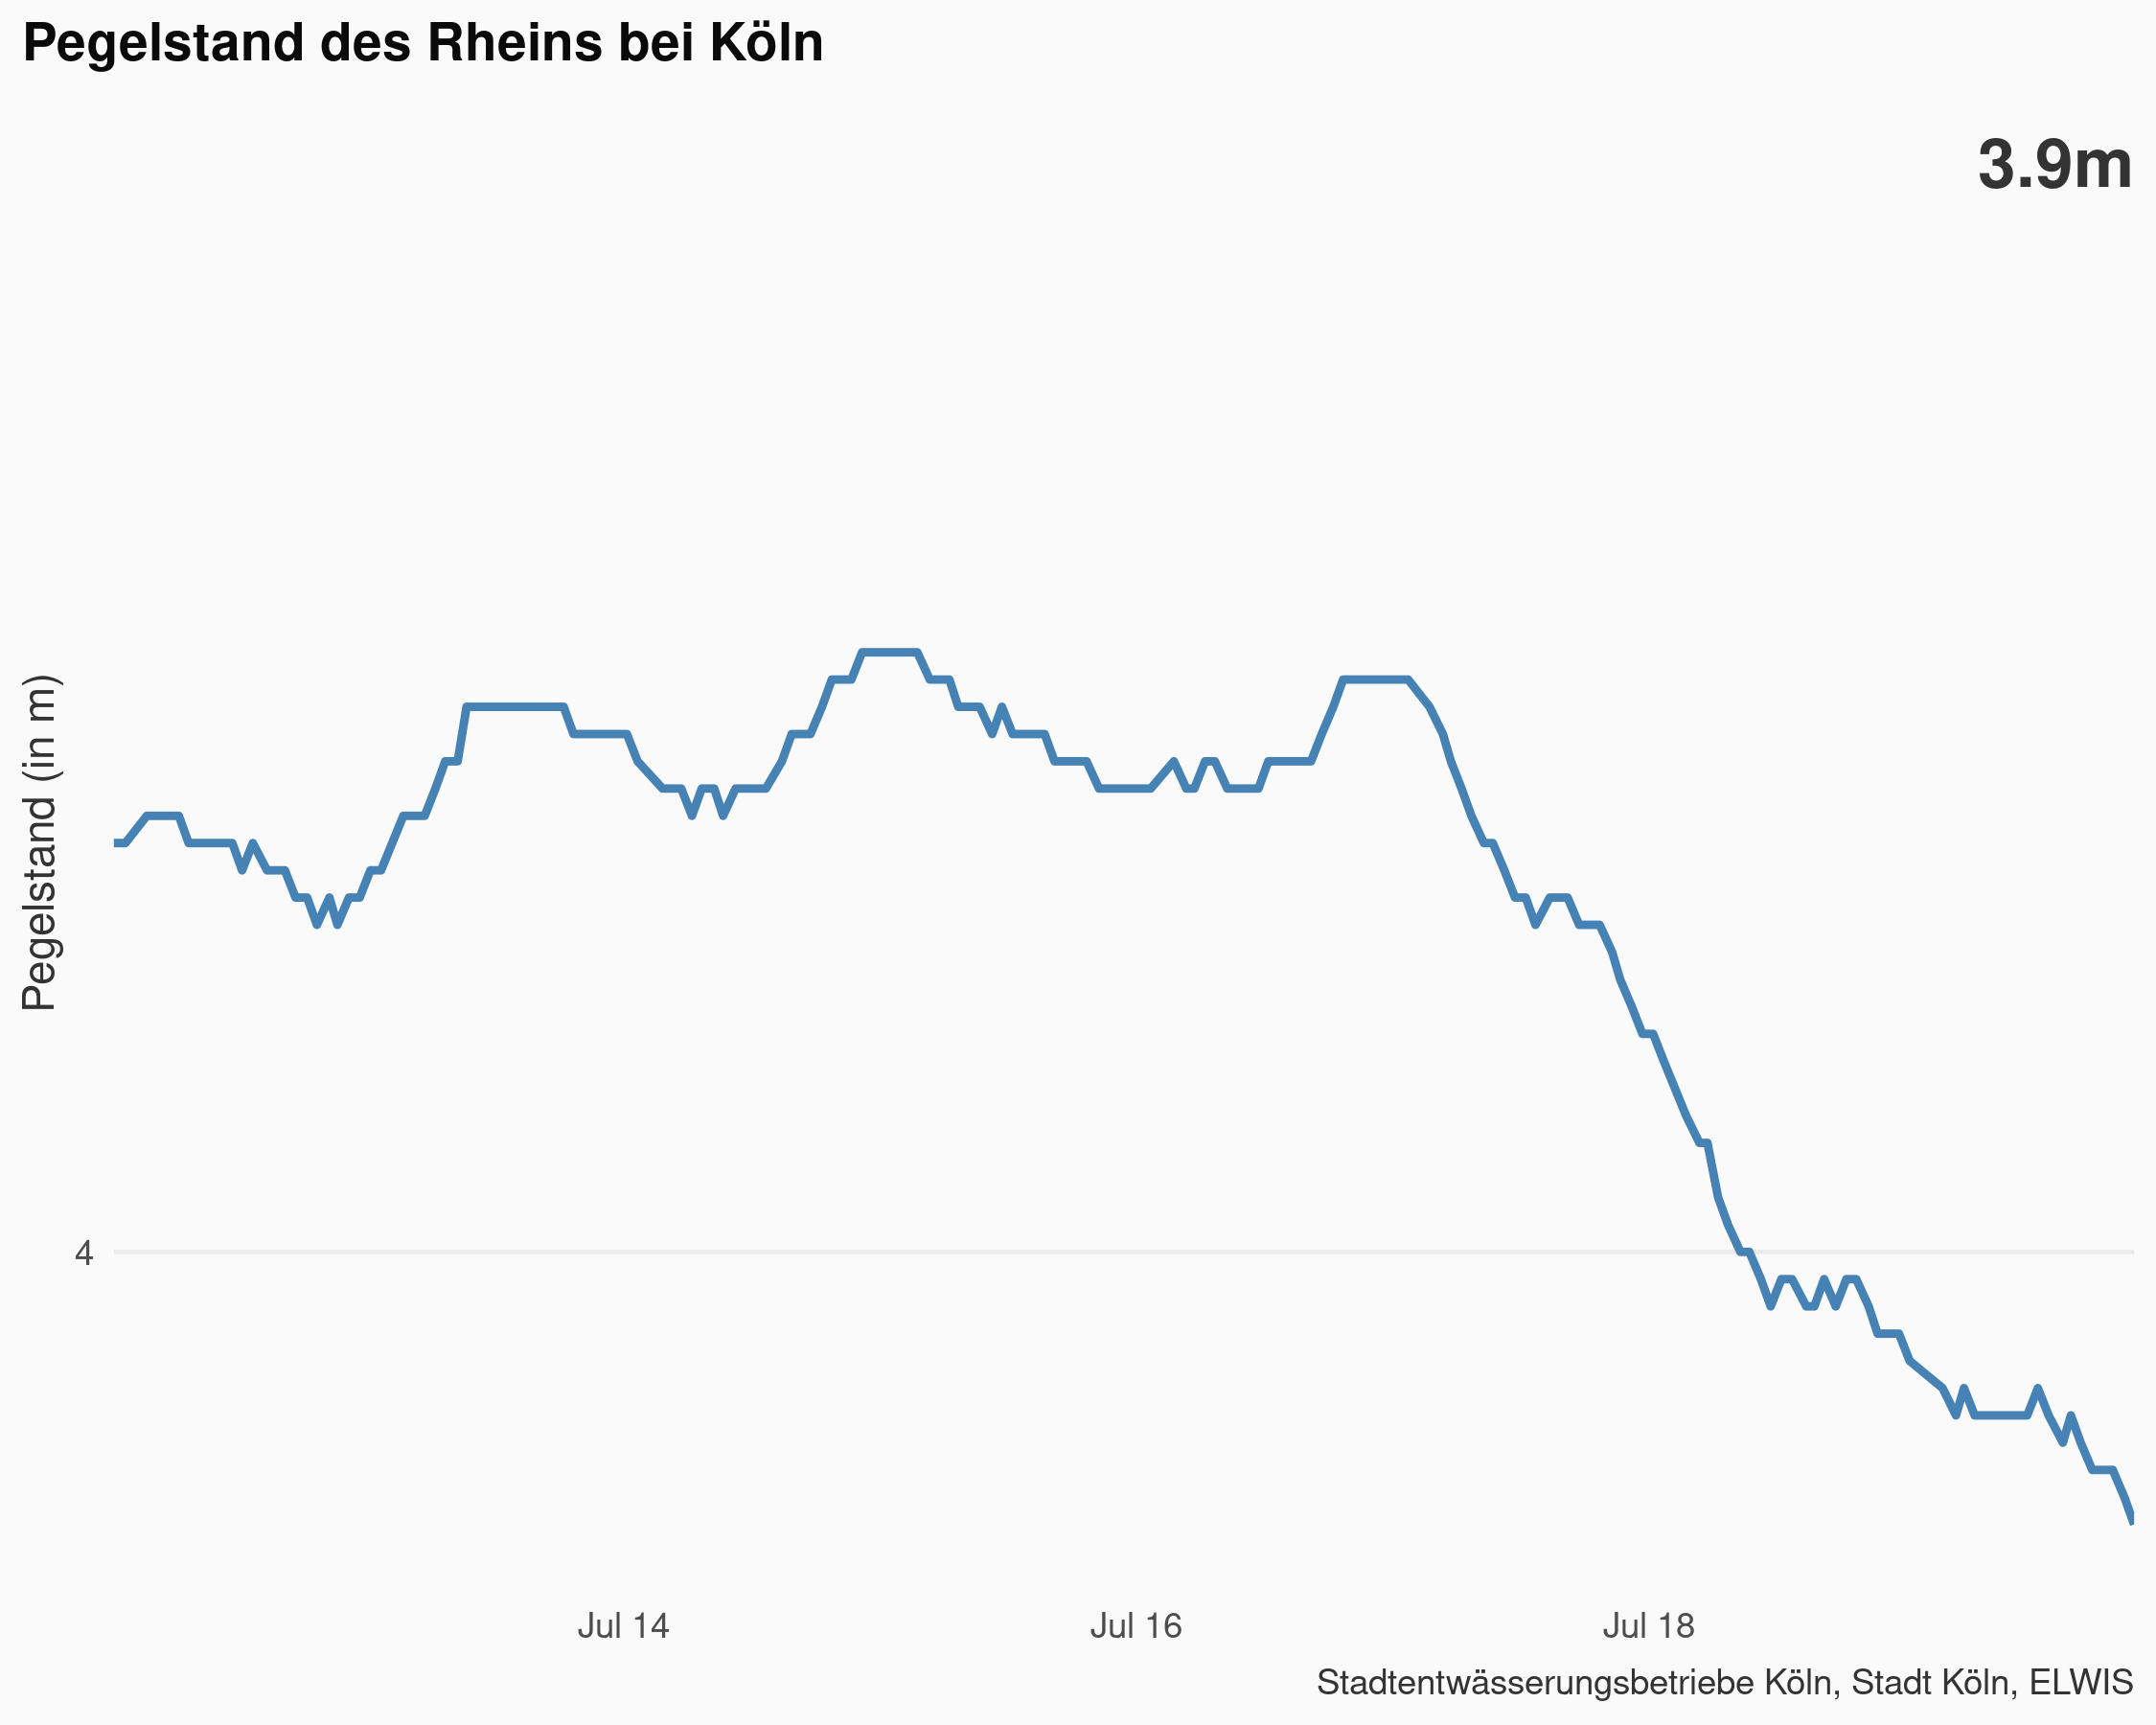 Pegelstand des Rheins bei Köln
3.9m
Pegelstand (in m)
4
Jul 14
Jul 16
Jul 18
Stadtentwässerungsbetriebe Köln, Stadt Köln, ELWIS